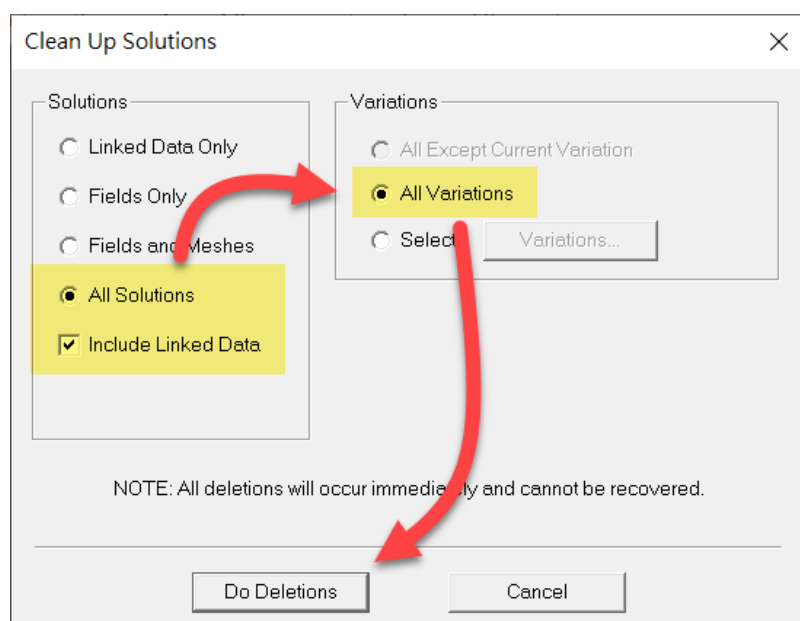 Clean Up Solutions
Solutions
Linked Data Only
Fields Only
Fields and Meshes
All Solutions
Include Linked Data
Variations
All Except Current Variation
All Variations
Select
Variations...
NOTE: All deletions will occur immediately and cannot be recovered.
Do Deletions
Cancel